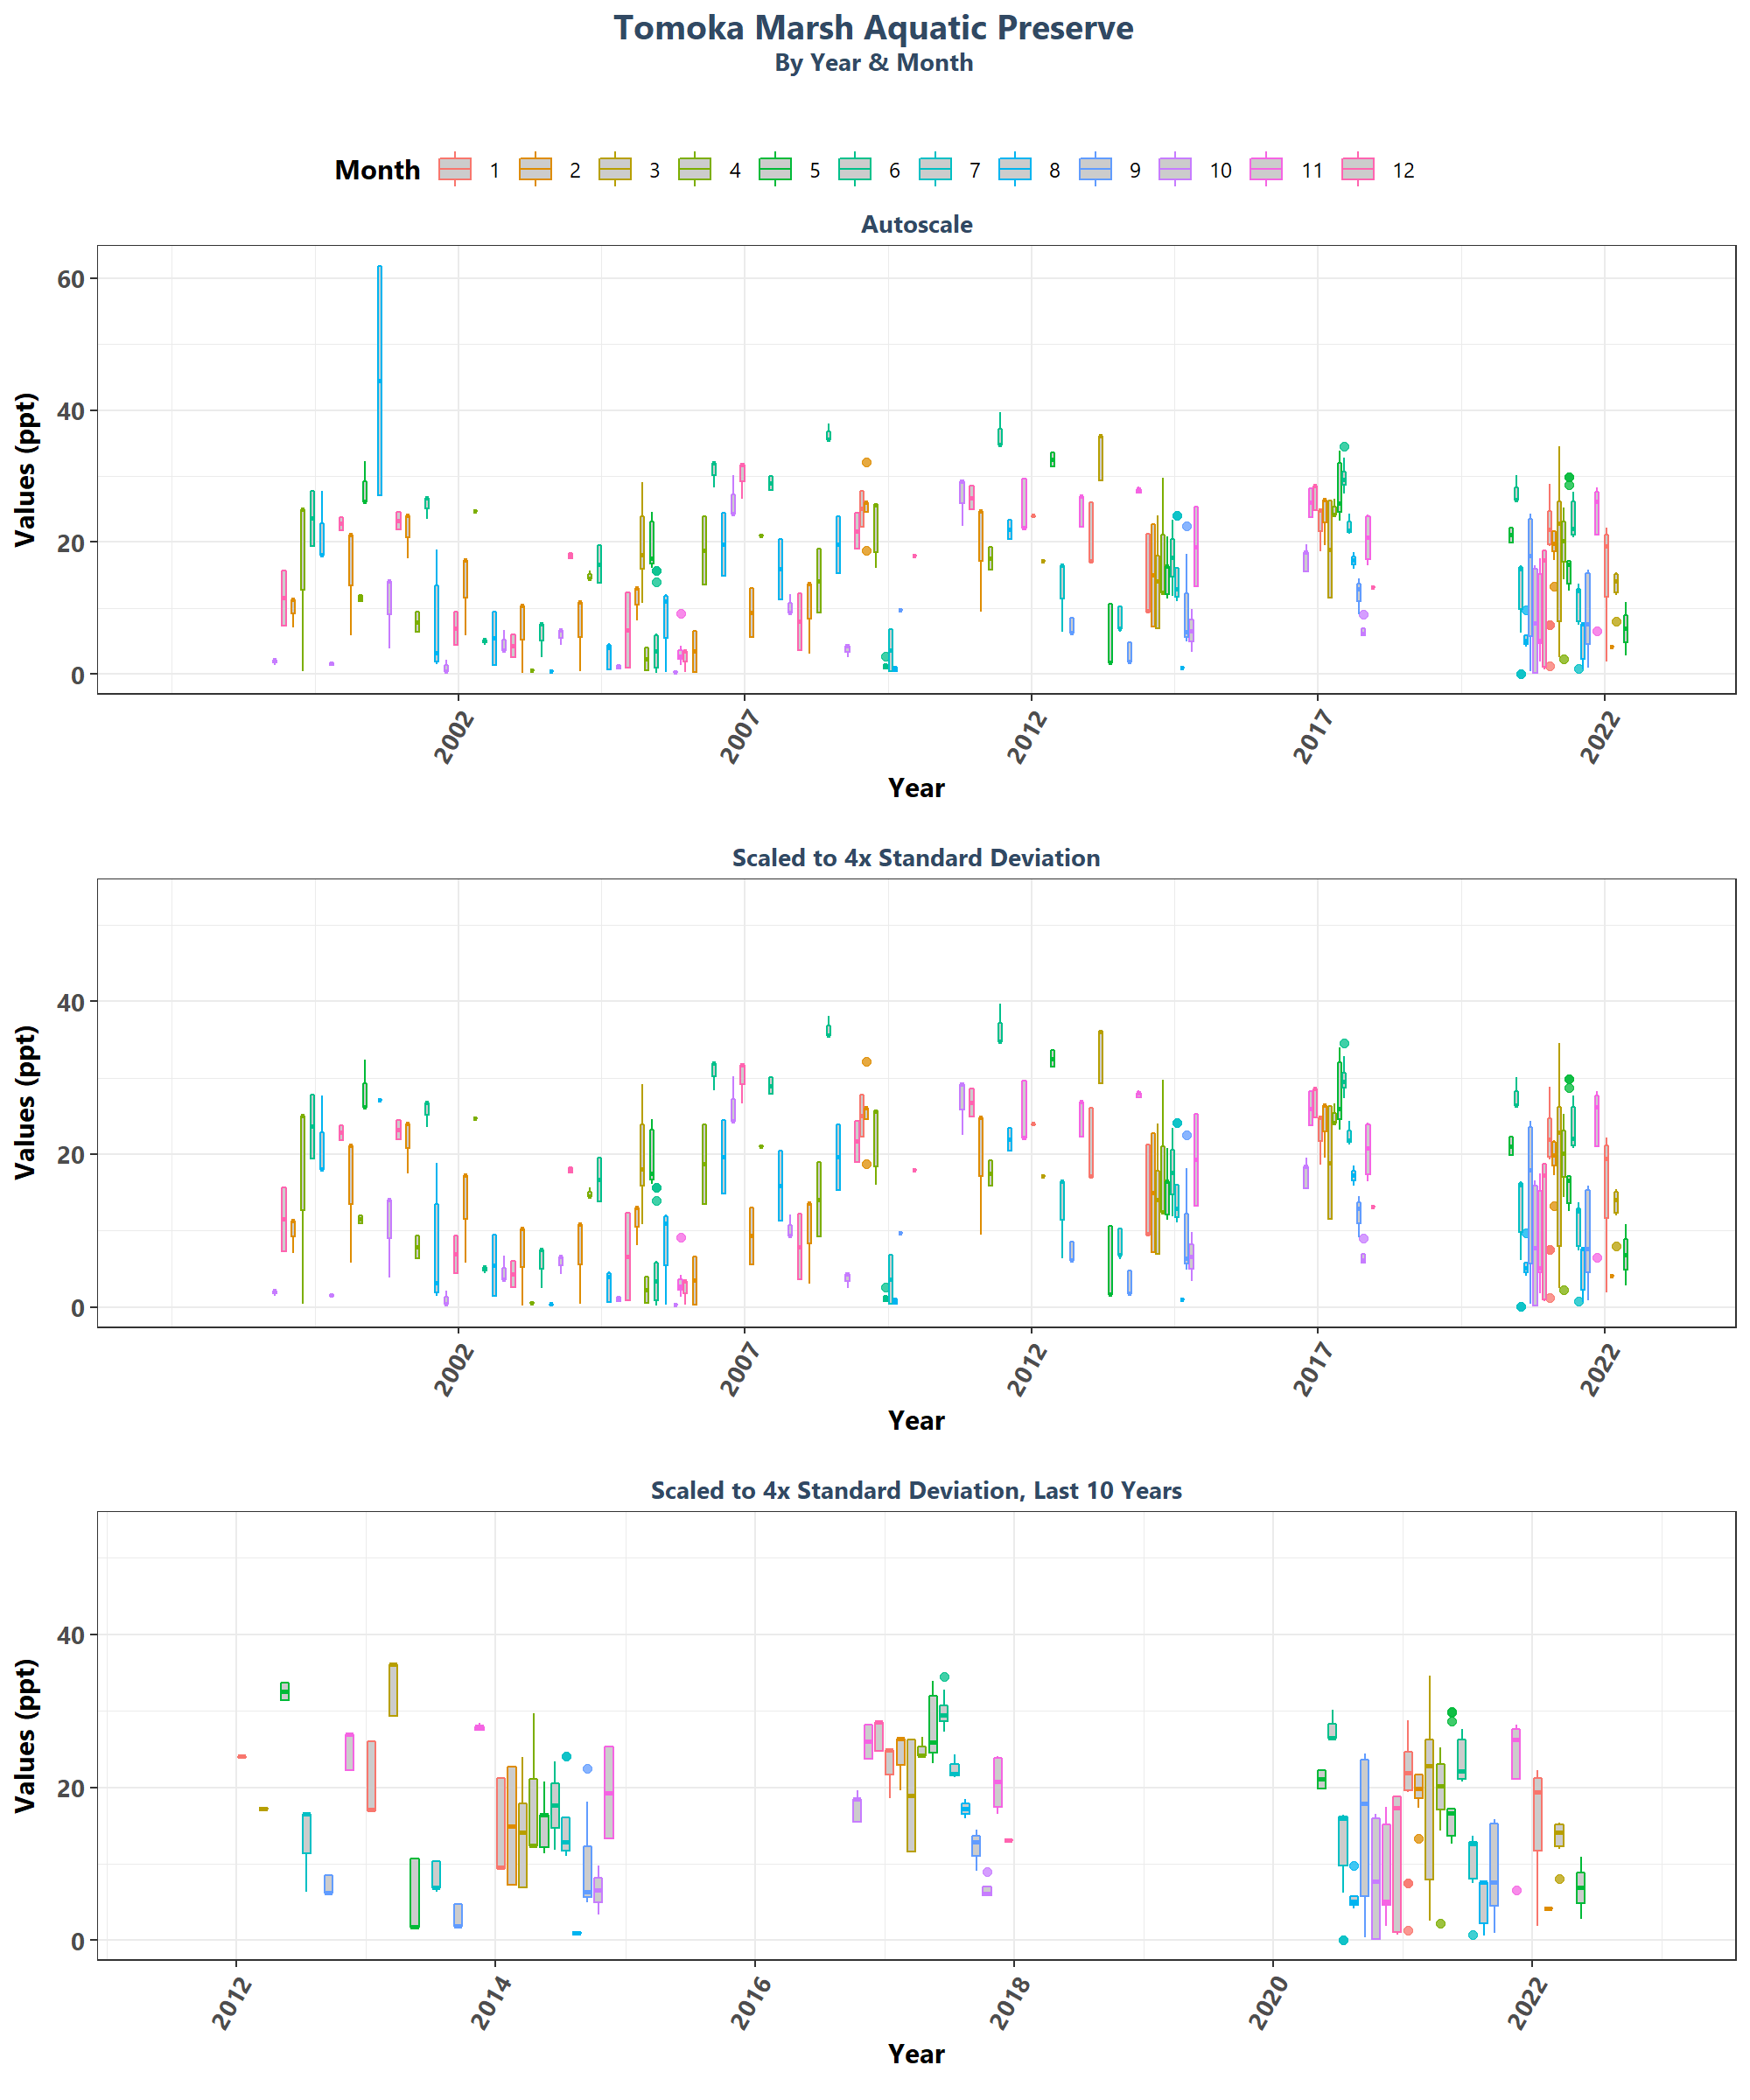 Tomoka Marsh Aquatic Preserve
By Year & Month
Month 1 2 3 4 5 6 7 8 9 10 11 12
Autoscale
Values (ppt)
60
40
20
0
2002 2007 2012 2017 2022
Year
Scaled to 4x Standard Deviation
Values (ppt)
40
20
0
2002 2007 2012 2017 2022
Year
Scaled to 4x Standard Deviation, Last 10 Years
Values (ppt)
40
20
0
2012 2014 2016 2018 2020 2022
Year